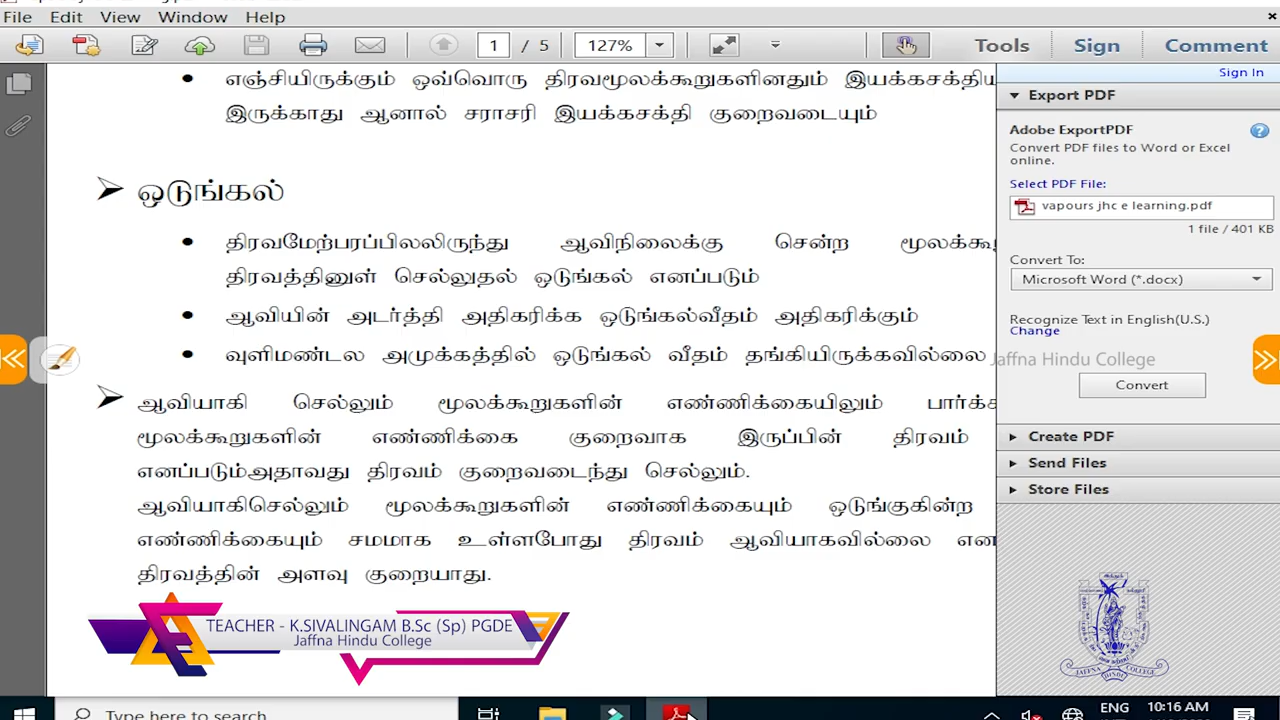 File Edit View Window Help
1 / 5 127% Tools Sign Comment
Sign In
எஞ்சியிருக்கும் ஒவ்வொரு திரவமூலக்கூறுகளினதும்
இருக்காது ஆனால் சராசரி இயக்கசக்தி குறைவடையும்
ஒடுங்கல்
திரவமேற்பரப்பிலலிருந்து ஆவிநிலைக்கு சென்ற
திரவத்தினுள் செல்லுதல் ஒடுங்கல் எனப்படும்
ஆவியின் அடர்த்தி அதிகரிக்க ஒடுங்கல்வீதம் அதிகரிக்கும்
வுளிமண்டல அமுக்கத்தில் ஒடுங்கல் வீதம் தங்கியிருக்கவில்லை
ஆவியாகி செல்லும் மூலக்கூறுகளின் எண்ணிக்கையிலும்
மூலக்கூறுகளின் எண்ணிக்கை குறைவாக இருப்பின் திரவம்
எனப்படும்அதாவது திரவம் குறைவடைந்து செல்லும்.
ஆவியாகிசெல்லும் மூலக்கூறுகளின் எண்ணிக்கையும் ஒடுங்குகின்ற
எண்ணிக்கையும் சமமாக உள்ளபோது திரவம் ஆவியாகவில்லை
திரவத்தின் அளவு குறையாது.
TEACHER - K.SIVALINGAM B.Sc (Sp) PGDE
Jaffna Hindu College
Export PDF
Adobe ExportPDF
Convert PDF files to Word or Excel
online.
Select PDF File:
vapours jhc e learning.pdf
1 file / 401 KB
Convert To:
Microsoft Word (*.docx)
Recognize Text in English(U.S.)
Change
Jaffna Hindu College
Convert
Create PDF
Send Files
Store Files
JAFFNA HINDU COLLEGE
Type here to search
ENG 10:16 AM